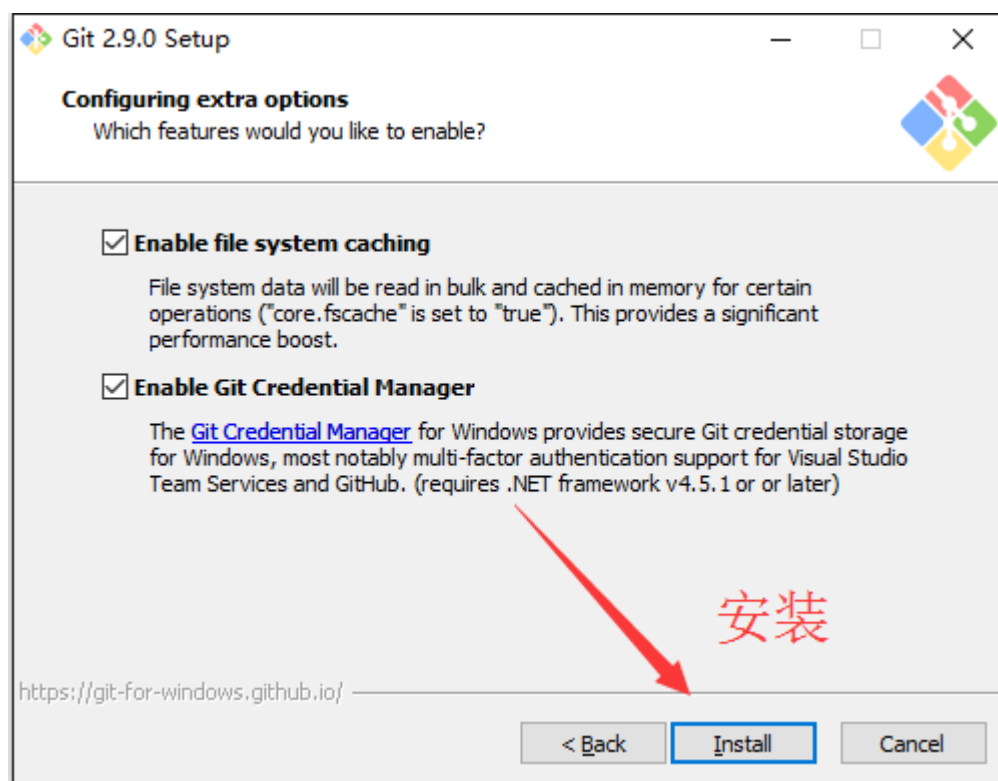 Git 2.9.0 Setup
Configuring extra options
Which features would you like to enable?
Enable file system caching
File system data will be read in bulk and cached in memory for certain
operations ("core.fscache" is set to "true"). This provides a significant
performance boost.
Enable Git Credential Manager
The Git Credential Manager for Windows provides secure Git credential storage
for Windows, most notably multi-factor authentication support for Visual Studio
Team Services and GitHub. (requires .NET framework v4.5.1 or or later)
安装
https://git-for-windows.github.io/
< Back
Install
Cancel